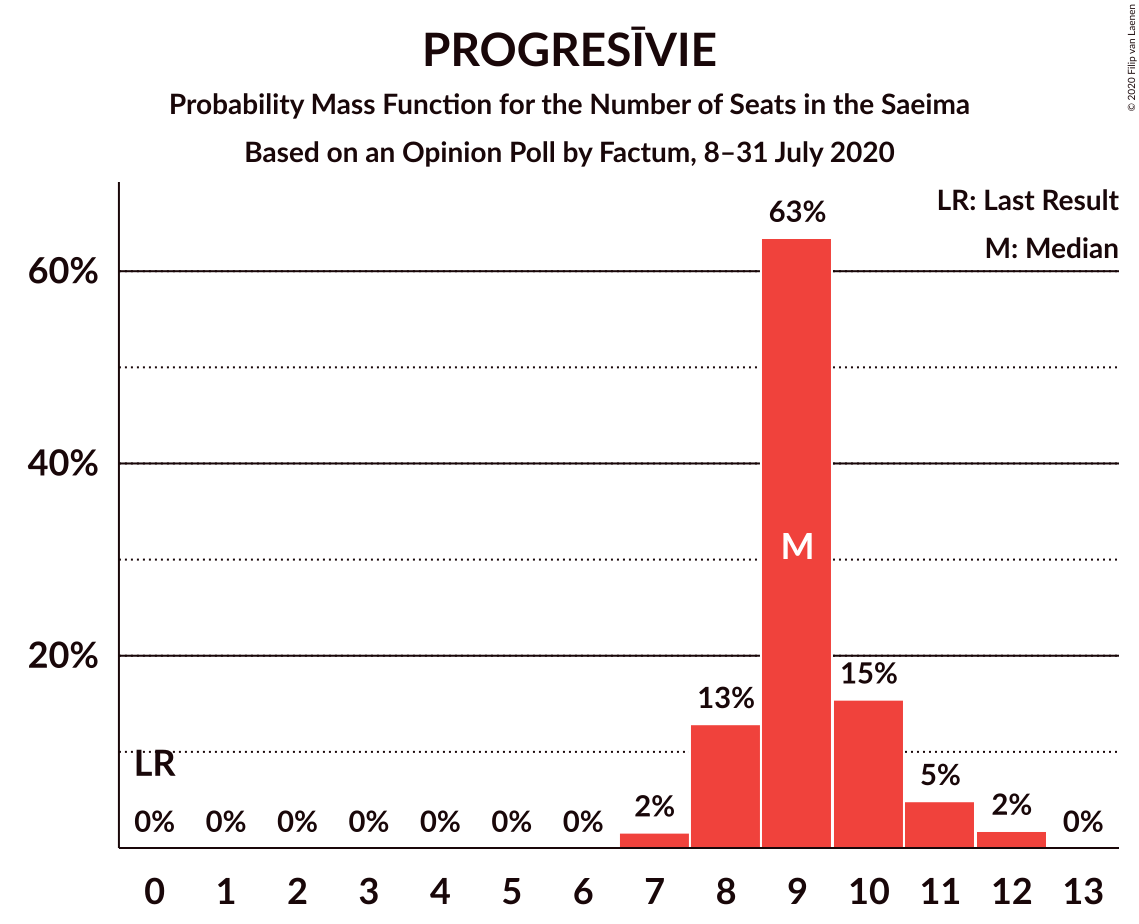 PROGRESĪVIE
Probability Mass Function for the Number of Seats in the Saeima
Based on an Opinion Poll by Factum, 8–31 July 2020
© 2020 Filip van Laenen
LR: Last Result
M: Median
60%
40%
20%
63%
M
15%
13%
5%
2%
2%
LR
0% 0% 0% 0% 0% 0% 0% 0%
0 1 2 3 4 5 6 7 8 9 10 11 12 13